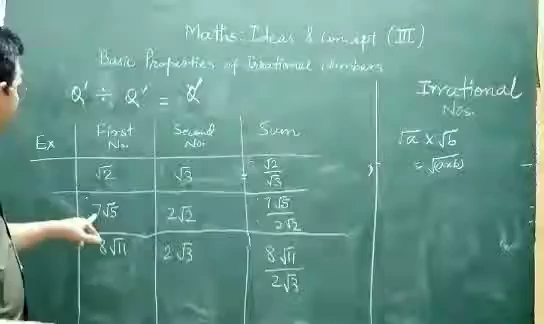 Maths: Ideas & concept (III)
Basic Properties of Irrational Numbers
Q' ÷ Q' = Q'
Ex
First No.
Second No.
Sum
√2
√3
= √2/√3
7√5
2√2
7√5/2√2
8√11
2√3
8√11/2√3
Irrational
Nos.
√a × √b
= √(a×b)